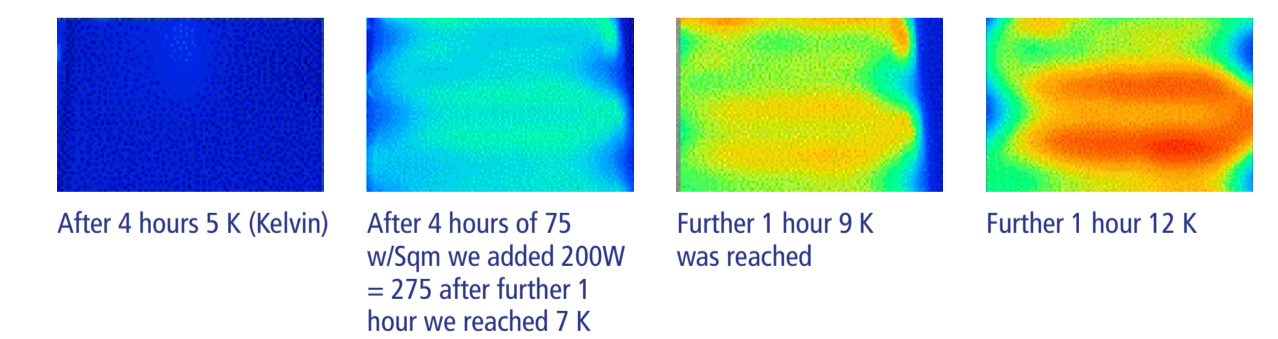 After 4 hours 5 K (Kelvin)
After 4 hours of 75
w/Sqm we added 200W
= 275 after further 1
hour we reached 7 K
Further 1 hour 9 K
was reached
Further 1 hour 12 K